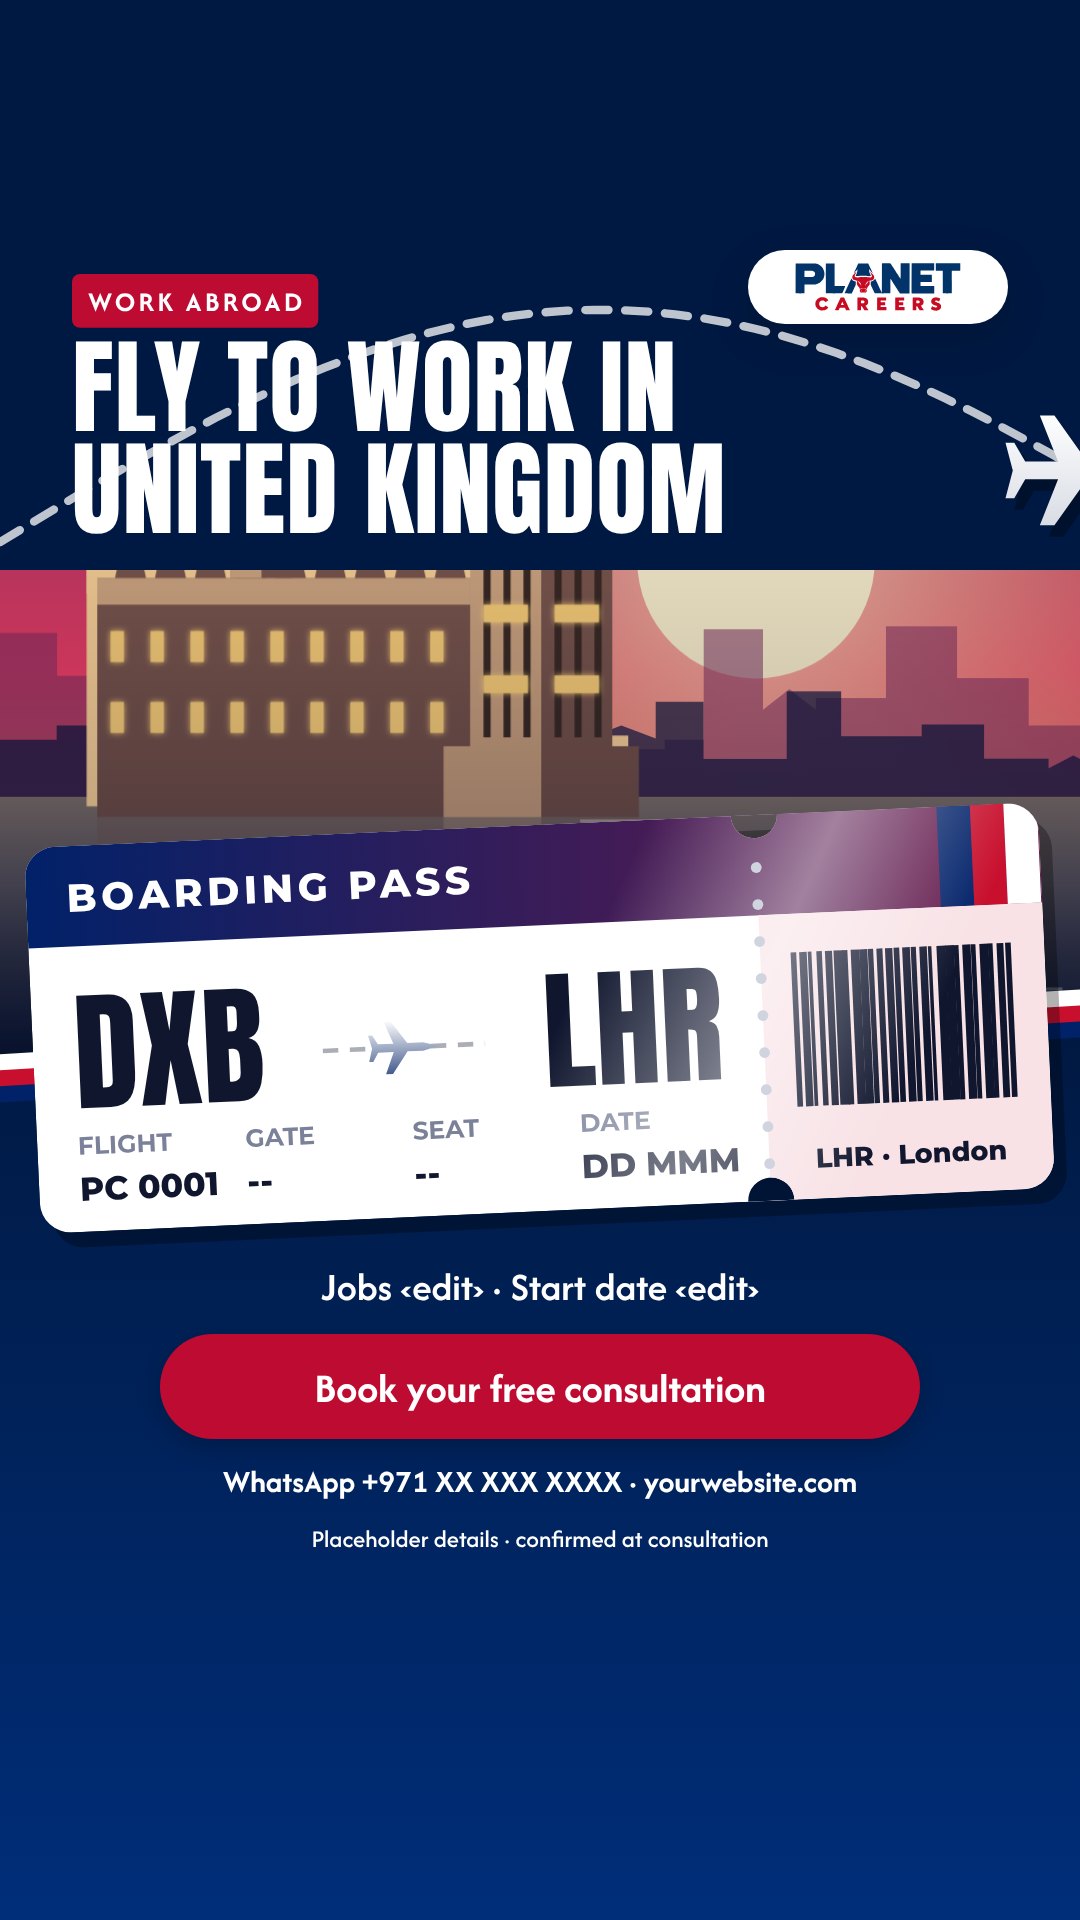 PLANET
CAREERS
WORK ABROAD
FLY TO WORK IN
UNITED KINGDOM
BOARDING PASS
DXB
LHR
FLIGHT GATE SEAT DATE
PC 0001 -- -- DD MMM
LHR · London
Jobs <edit> · Start date <edit>
Book your free consultation
WhatsApp +971 XX XXX XXXX · yourwebsite.com
Placeholder details · confirmed at consultation